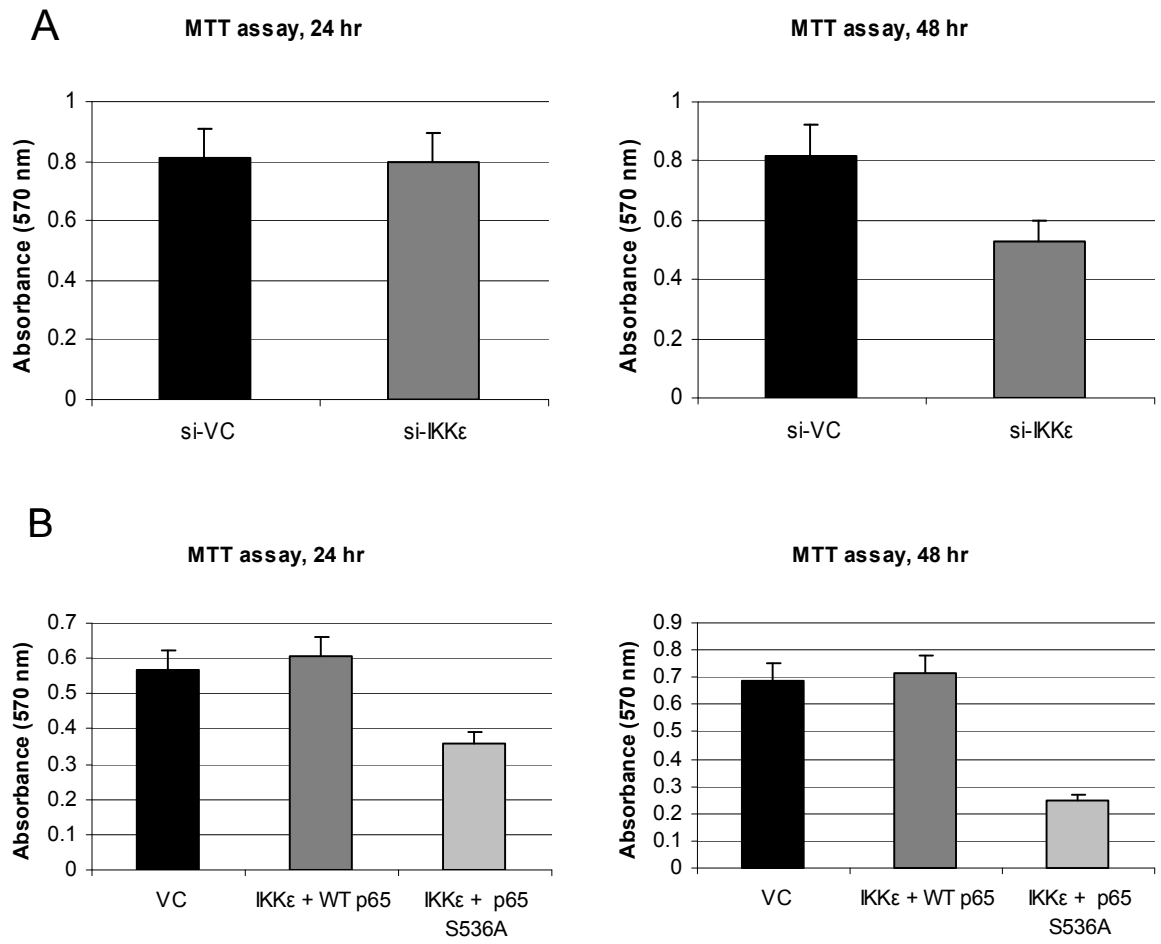 A
MTT assay, 24 hr
Absorbance (570 nm)
1
0.8
0.6
0.4
0.2
0
si-VC
si-IKKε
MTT assay, 48 hr
Absorbance (570 nm)
1
0.8
0.6
0.4
0.2
0
si-VC
si-IKKε
B
MTT assay, 24 hr
Absorbance (570 nm)
0.7
0.6
0.5
0.4
0.3
0.2
0.1
0
VC
IKKε + WT p65
IKKε + p65
S536A
MTT assay, 48 hr
Absorbance (570 nm)
0.9
0.8
0.7
0.6
0.5
0.4
0.3
0.2
0.1
0
VC
IKKε + WT p65
IKKε + p65
S536A